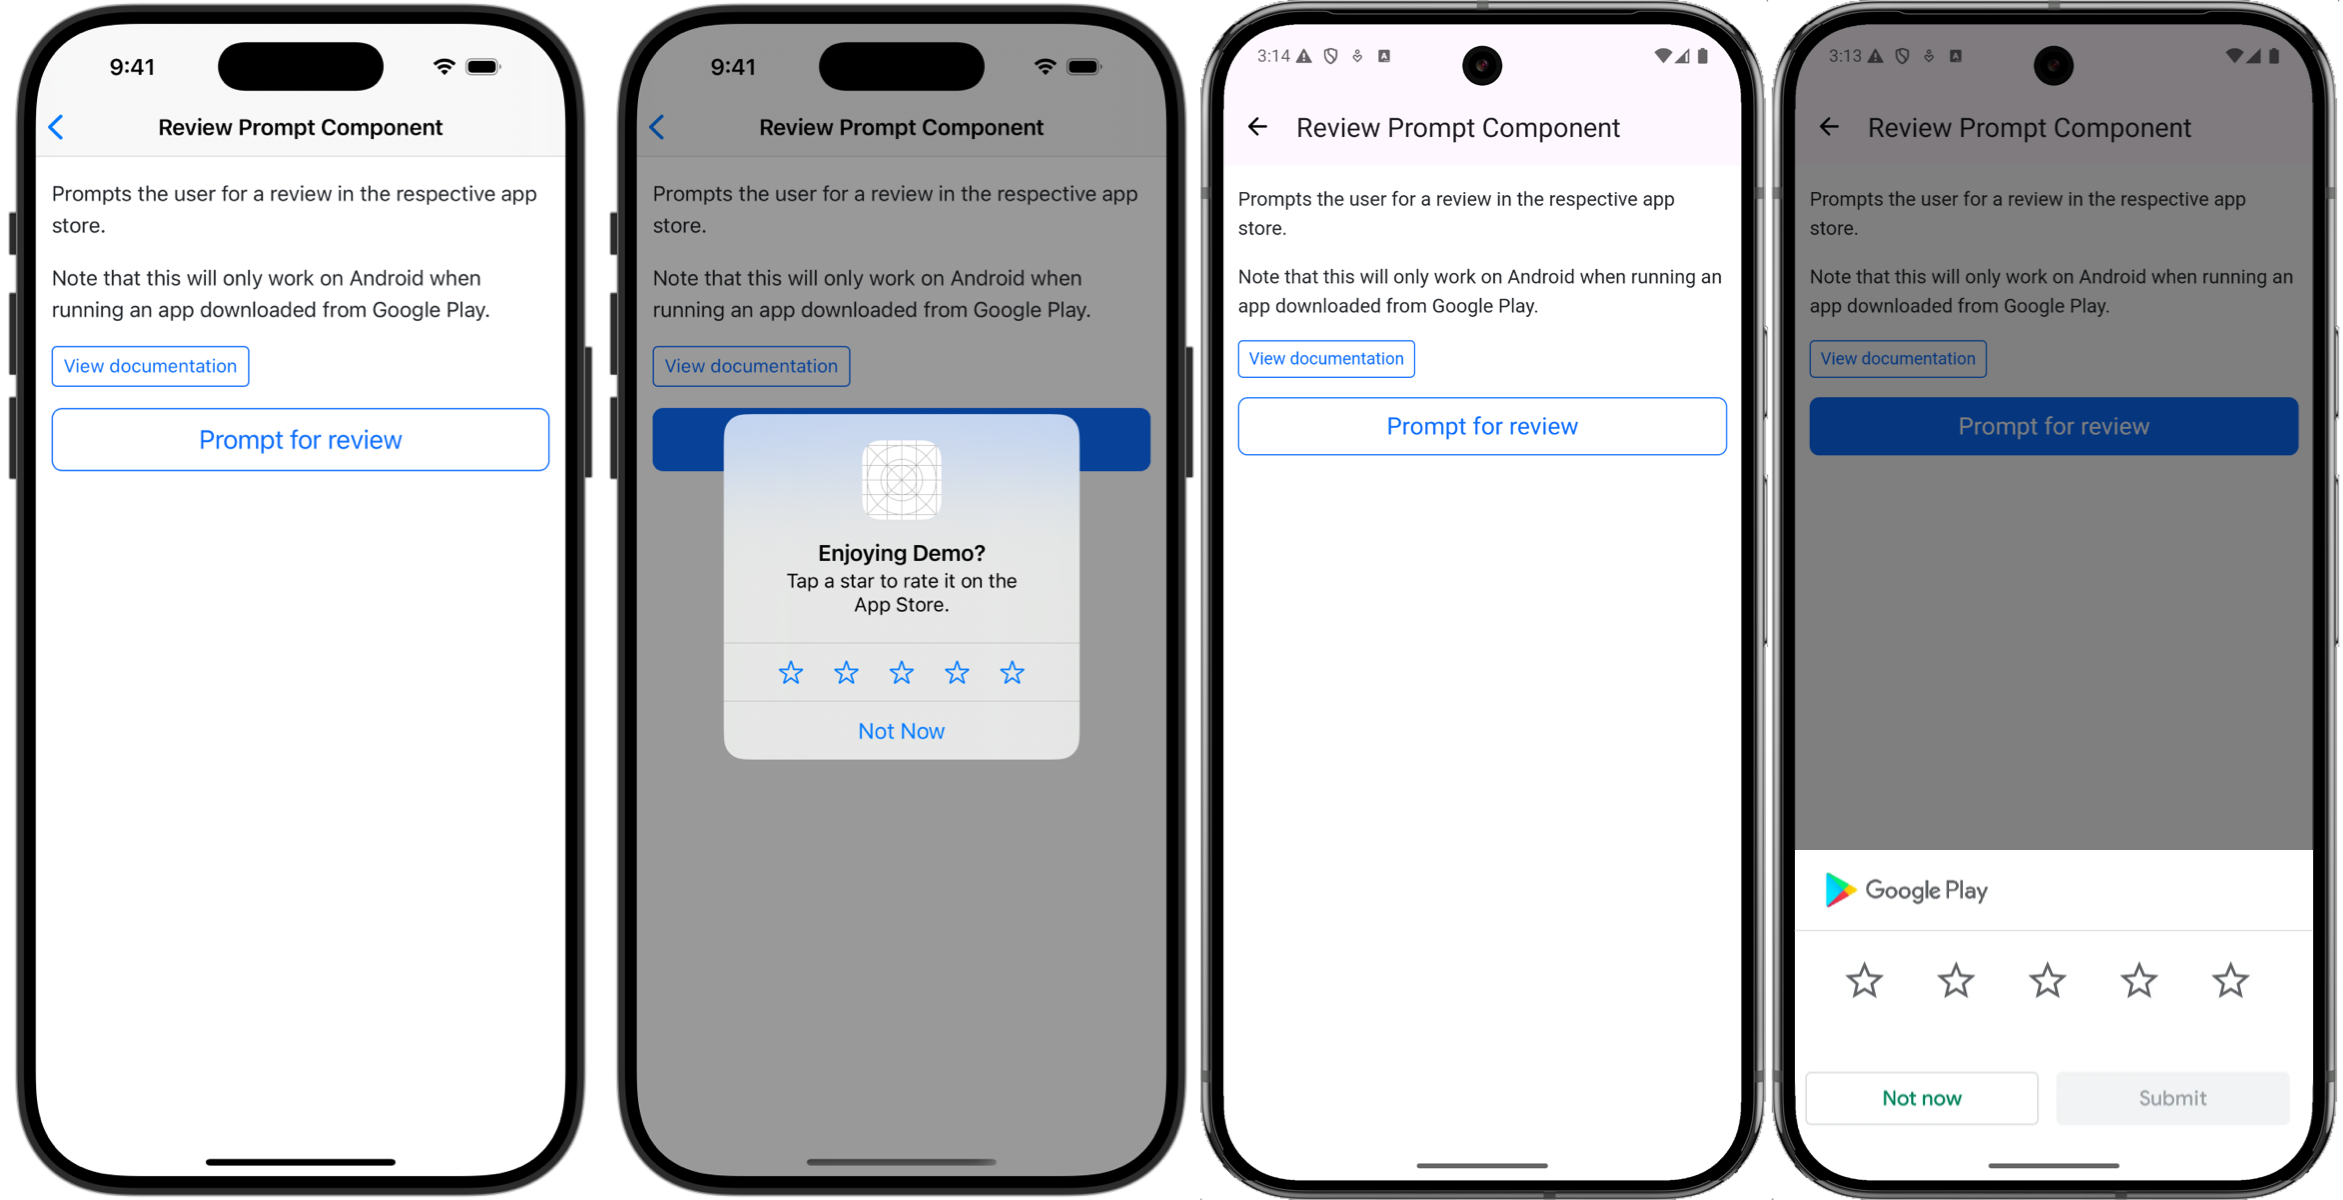 9:41
Review Prompt Component
Prompts the user for a review in the respective app
store.
Note that this will only work on Android when
running an app downloaded from Google Play.
View documentation
Prompt for review
9:41
Review Prompt Component
Prompts the user for a review in the respective app
store.
Note that this will only work on Android when
running an app downloaded from Google Play.
View documentation
Enjoying Demo?
Tap a star to rate it on the
App Store.
Not Now
3:14
Review Prompt Component
Prompts the user for a review in the respective app
store.
Note that this will only work on Android when running an
app downloaded from Google Play.
View documentation
Prompt for review
3:13
Review Prompt Component
Prompts the user for a review in the respective app
store.
Note that this will only work on Android when running an
app downloaded from Google Play.
View documentation
Prompt for review
Google Play
Not now
Submit